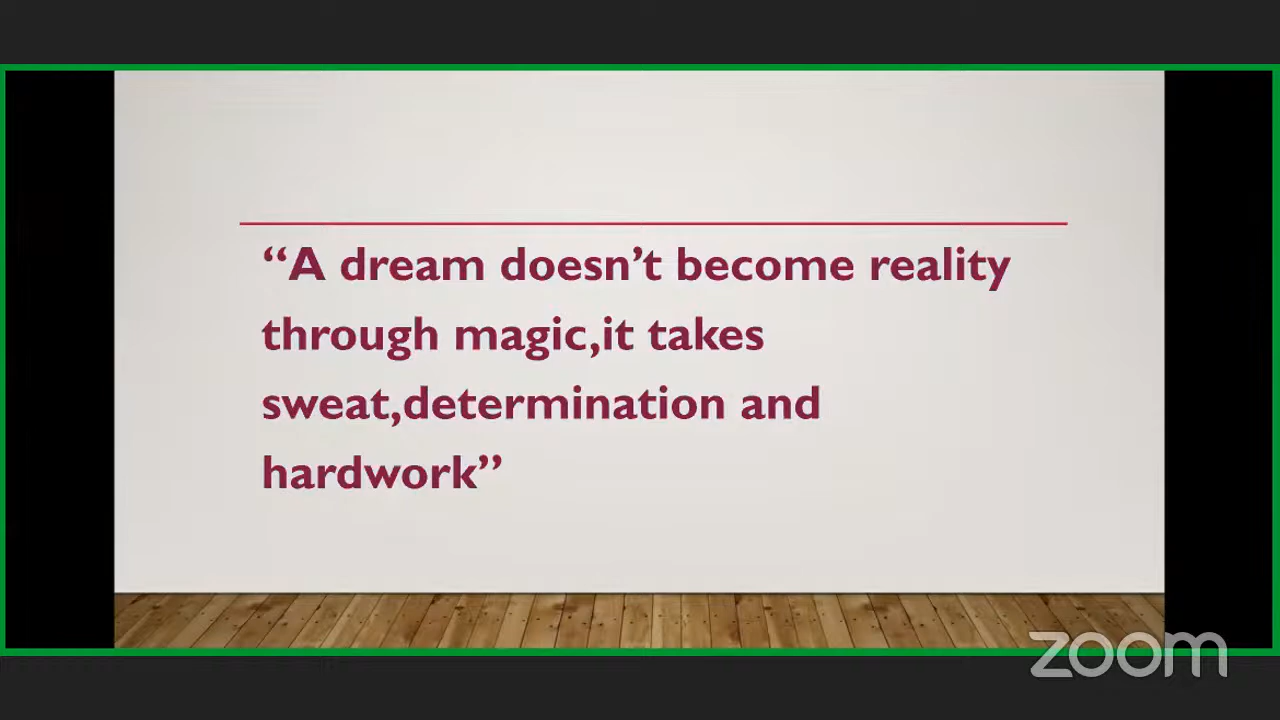 “A dream doesn’t become reality
through magic,it takes
sweat,determination and
hardwork”
zoom